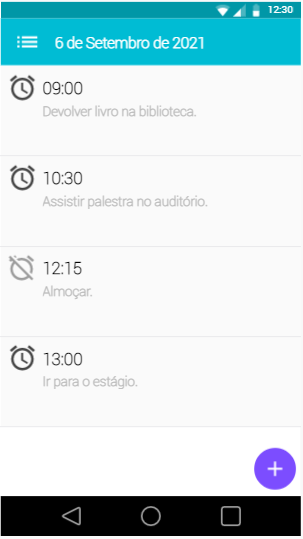 12:30
6 de Setembro de 2021
09:00
Devolver livro na biblioteca.
10:30
Assistir palestra no auditório.
12:15
Almoçar.
13:00
Ir para o estágio.